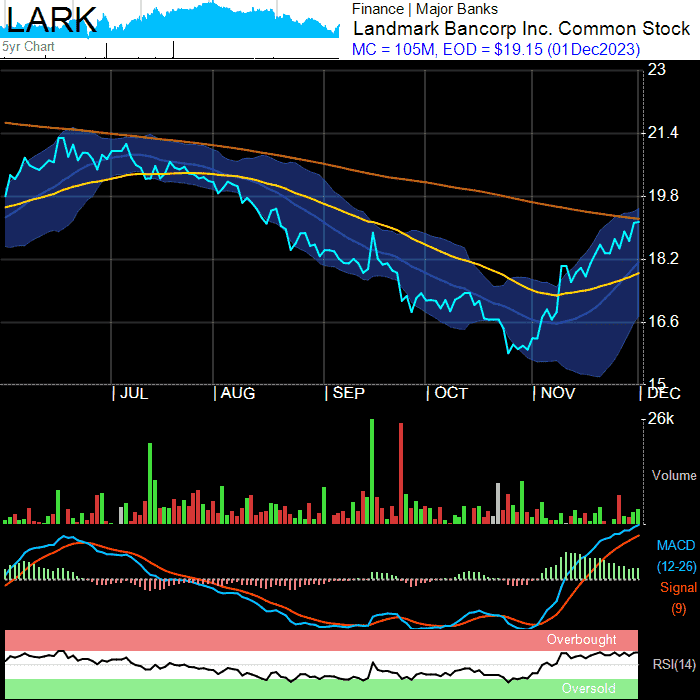 LARK
5yr Chart
Finance | Major Banks
Landmark Bancorp Inc. Common Stock
MC = 105M, EOD = $19.15 (01Dec2023)
23
21.4
19.8
18.2
16.6
15
JUL
AUG
SEP
OCT
NOV
DEC
26k
Volume
MACD
(12-26)
Signal
(9)
Overbought
RSI(14)
Oversold